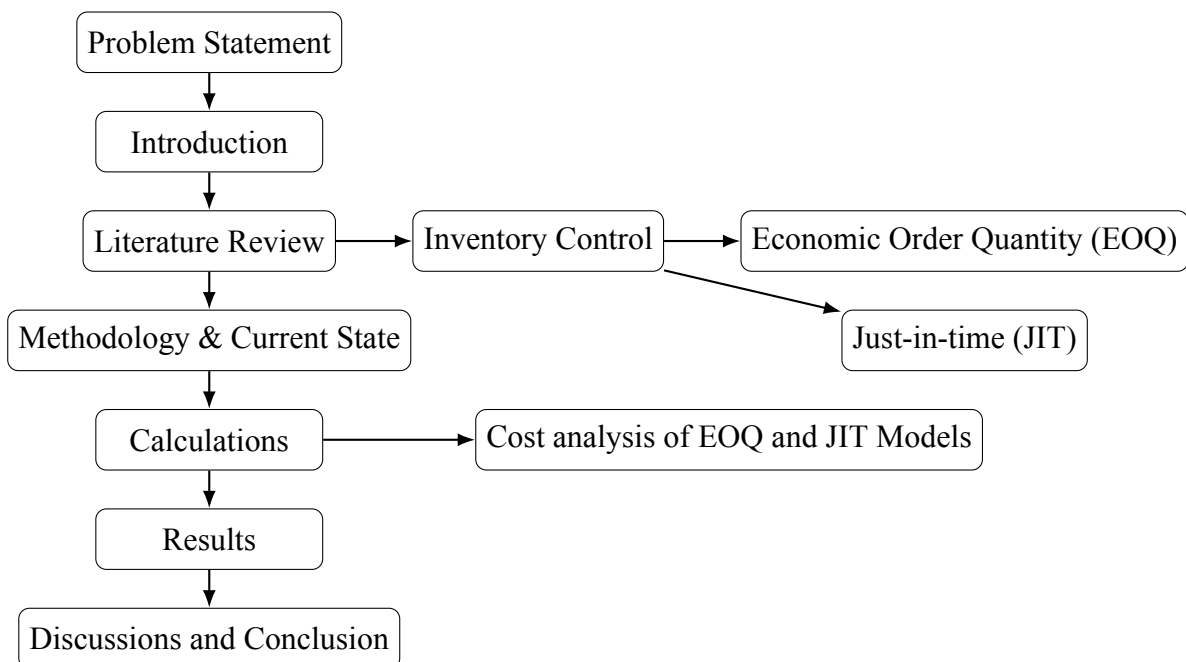 Problem Statement
Introduction
Literature Review
Inventory Control
Economic Order Quantity (EOQ)
Methodology & Current State
Just-in-time (JIT)
Calculations
Cost analysis of EOQ and JIT Models
Results
Discussions and Conclusion